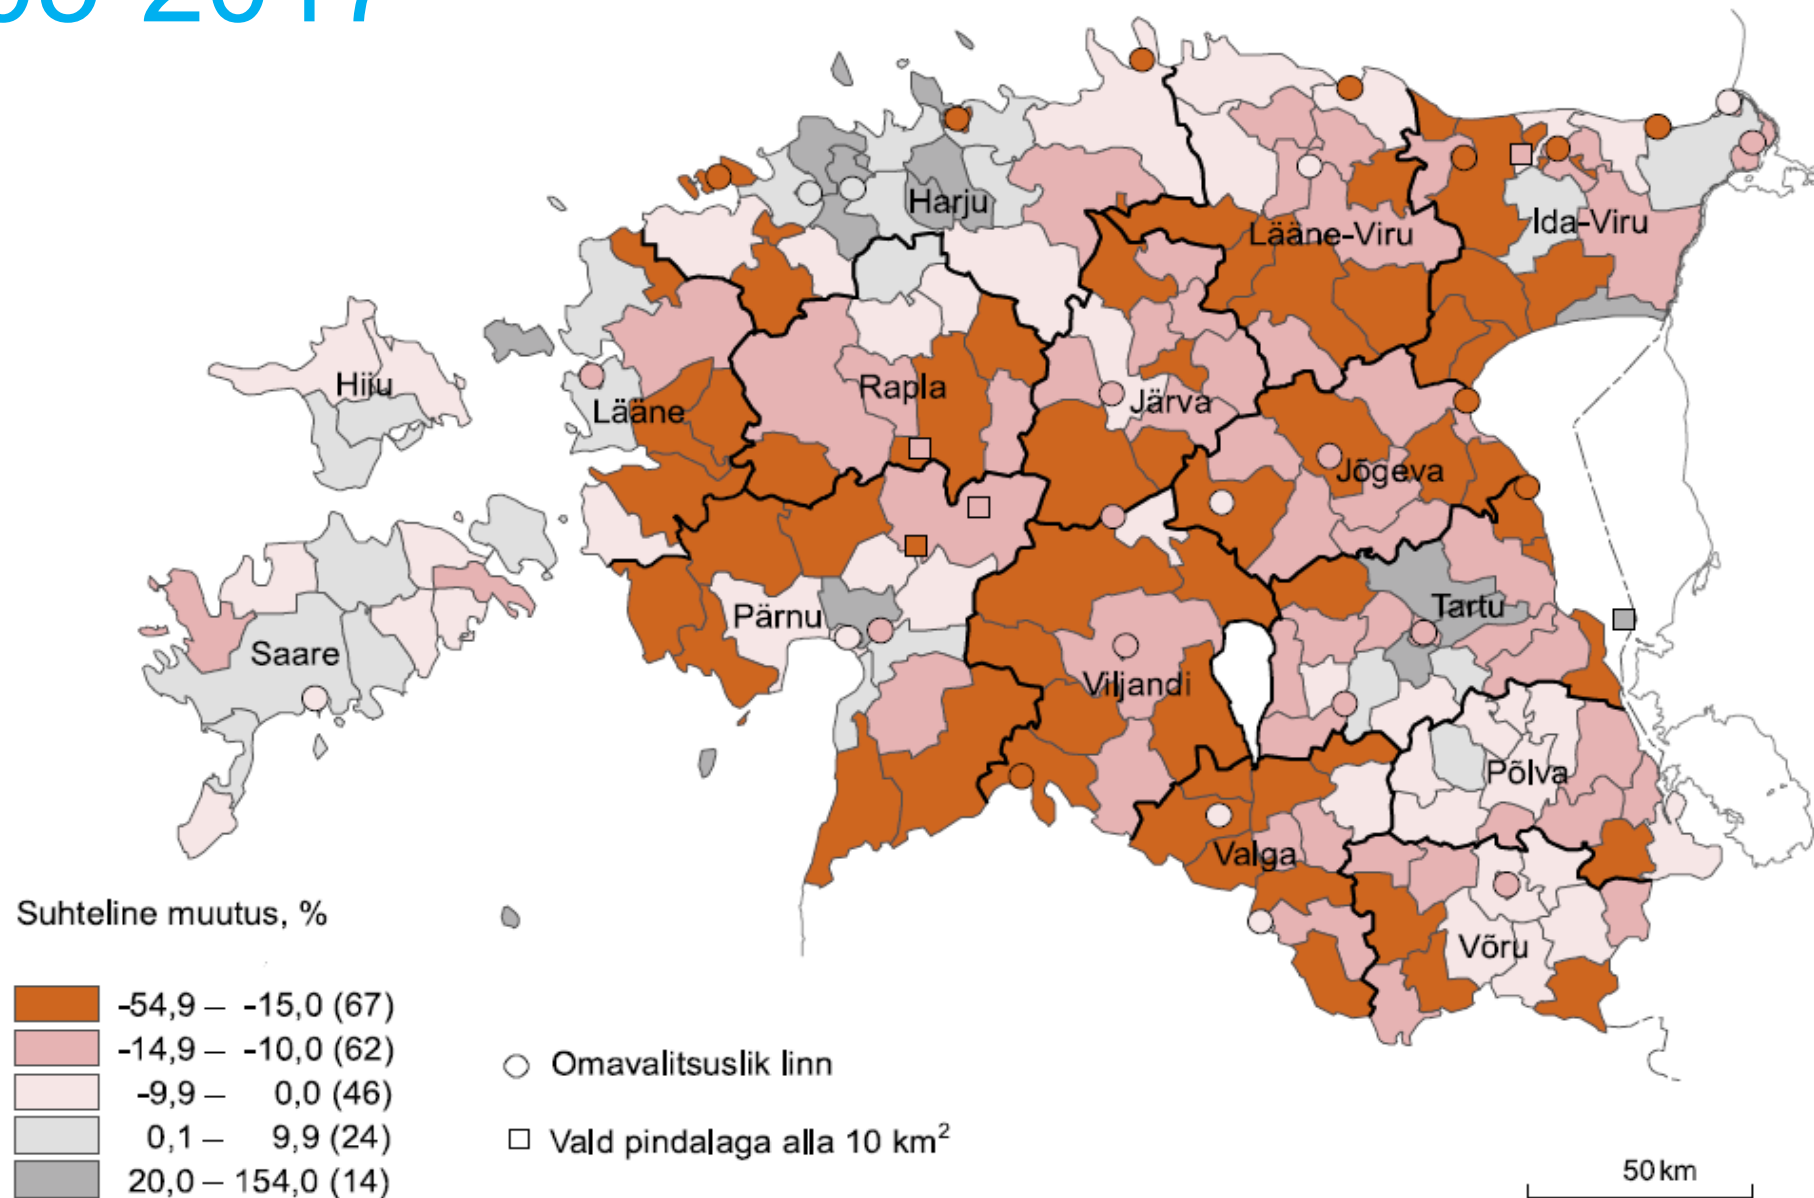 2017
Harju
Lääne-Viru
Ida-Viru
Hiiu
Lääne
Rapla
Järva
Jõgeva
Saare
Pärnu
Viljandi
Tartu
Põlva
Valga
Võru
Suhteline muutus, %
-54,9 – -15,0 (67)
-14,9 – -10,0 (62)
-9,9 – 0,0 (46)
0,1 – 9,9 (24)
20,0 – 154,0 (14)
Omavalitsuslik linn
Vald pindalaga alla 10 km²
50 km